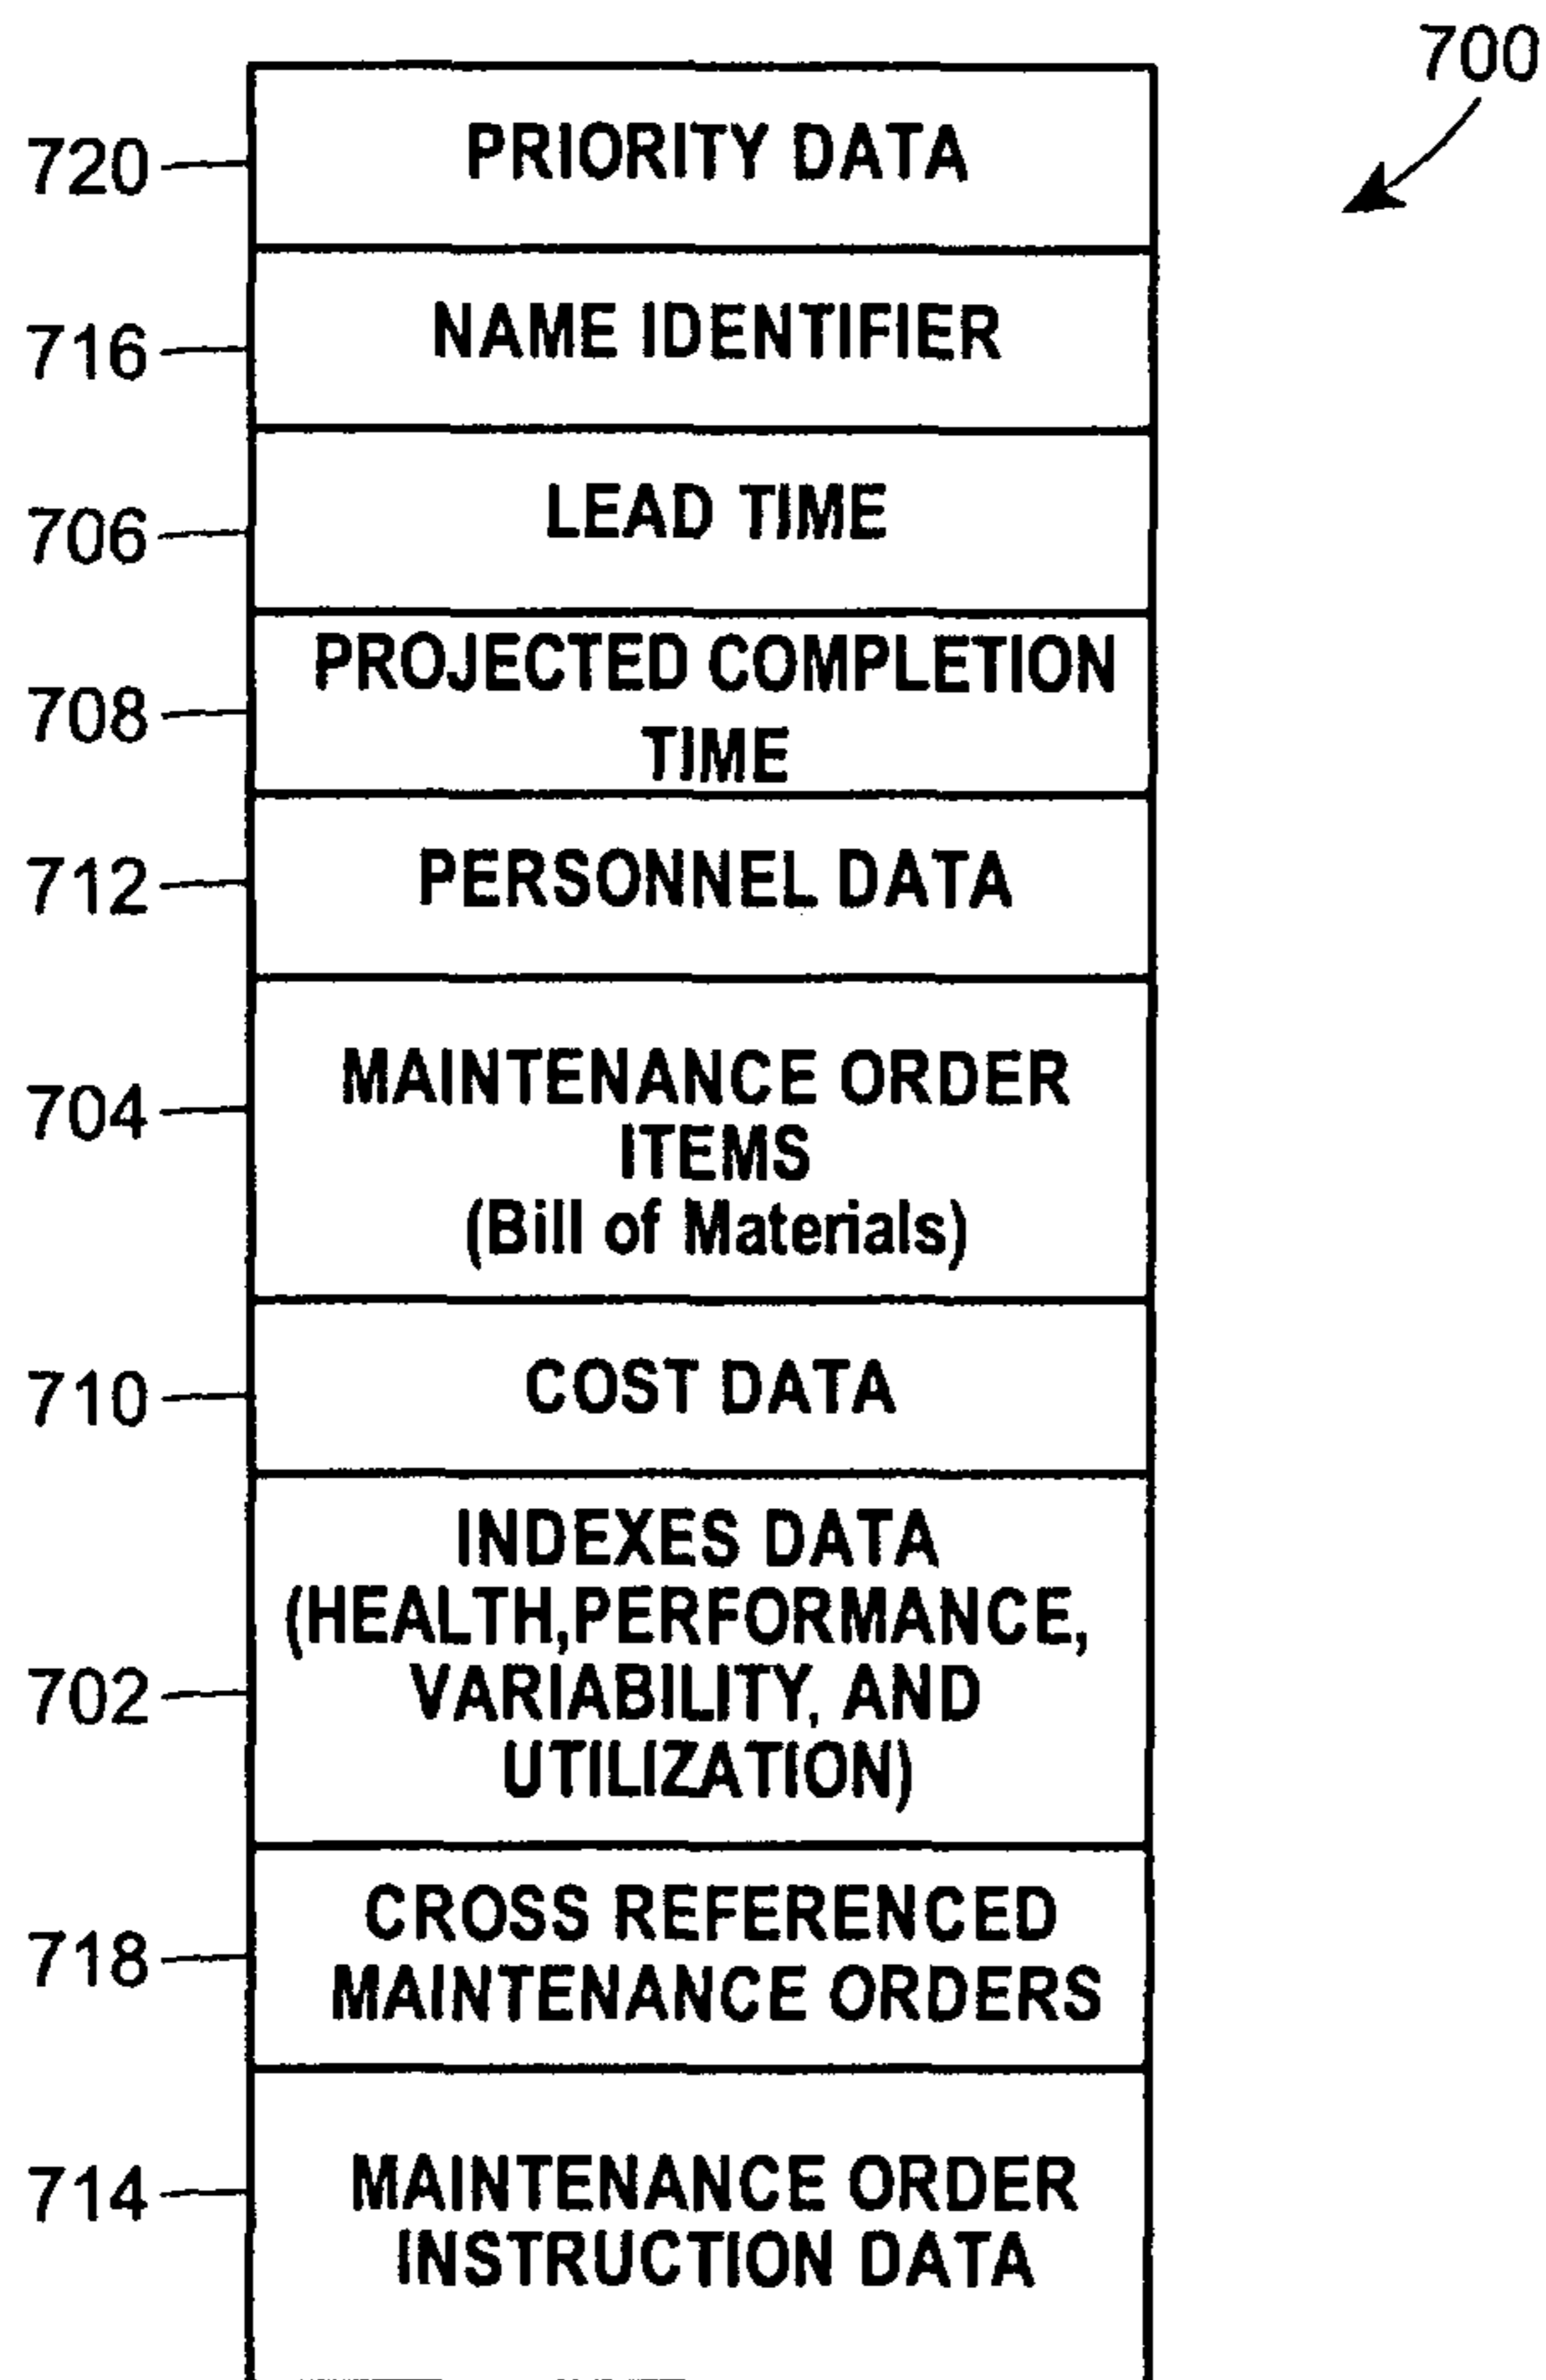 700
720
PRIORITY DATA
716
NAME IDENTIFIER
706
LEAD TIME
708
PROJECTED COMPLETION
TIME
712
PERSONNEL DATA
704
MAINTENANCE ORDER
ITEMS
(Bill of Materials)
710
COST DATA
702
INDEXES DATA
(HEALTH,PERFORMANCE,
VARIABILITY, AND
UTILIZATION)
718
CROSS REFERENCED
MAINTENANCE ORDERS
714
MAINTENANCE ORDER
INSTRUCTION DATA